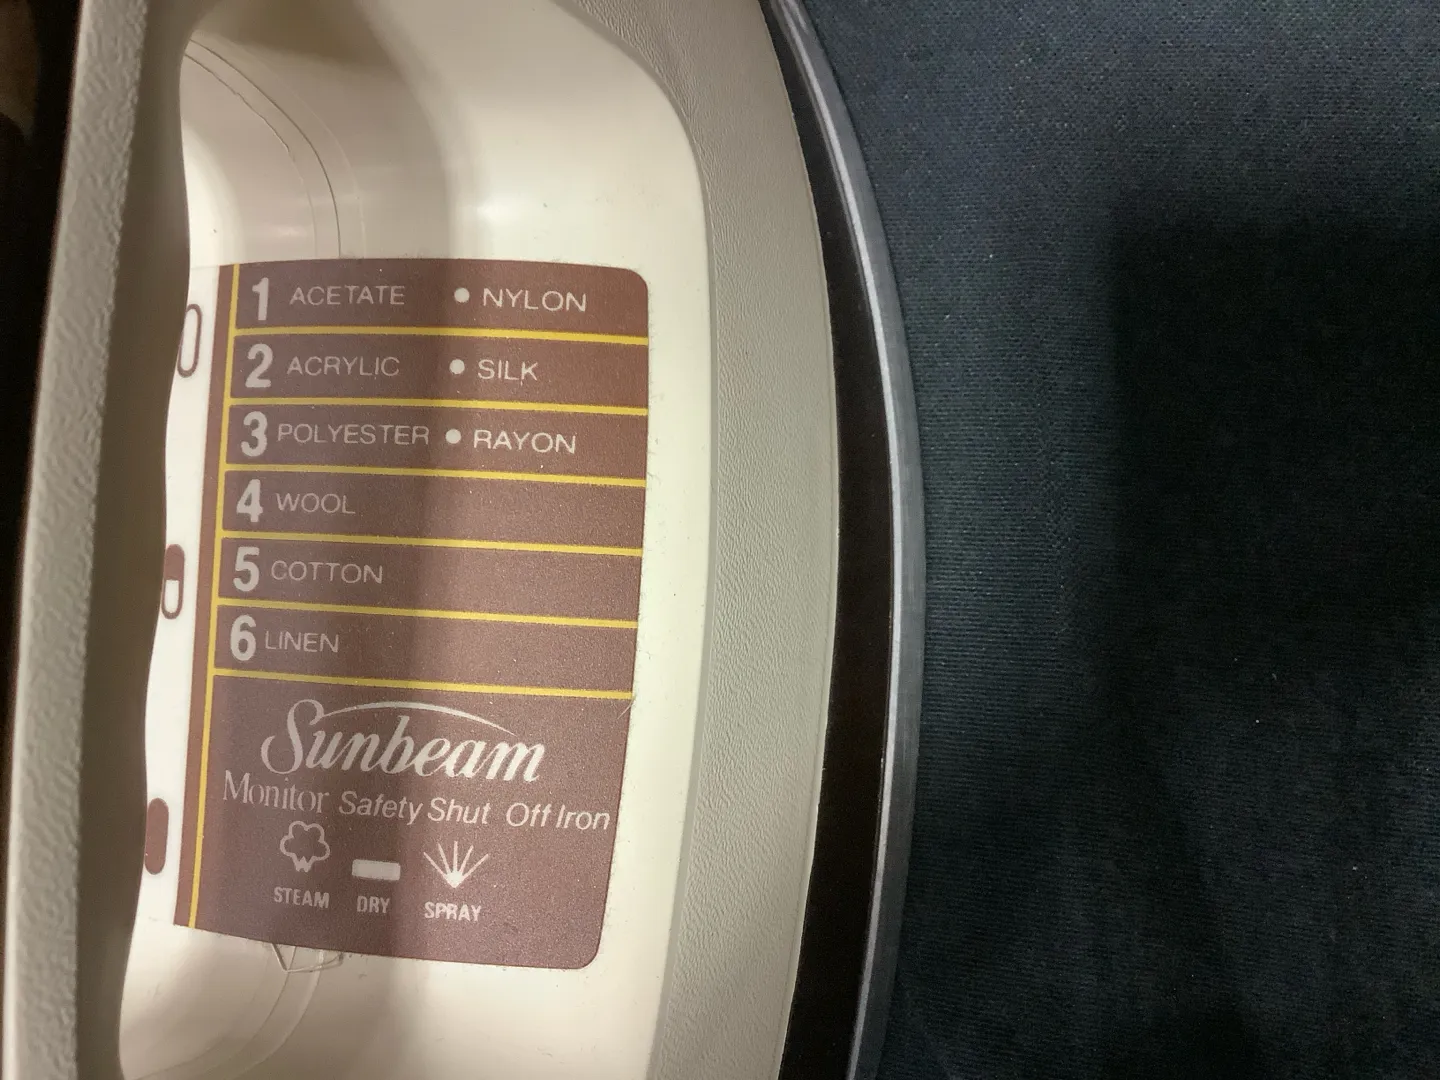 1 ACETATE • NYLON
2 ACRYLIC • SILK
3 POLYESTER • RAYON
4 WOOL
5 COTTON
6 LINEN
Sunbeam
Monitor Safety Shut Off Iron
STEAM DRY SPRAY